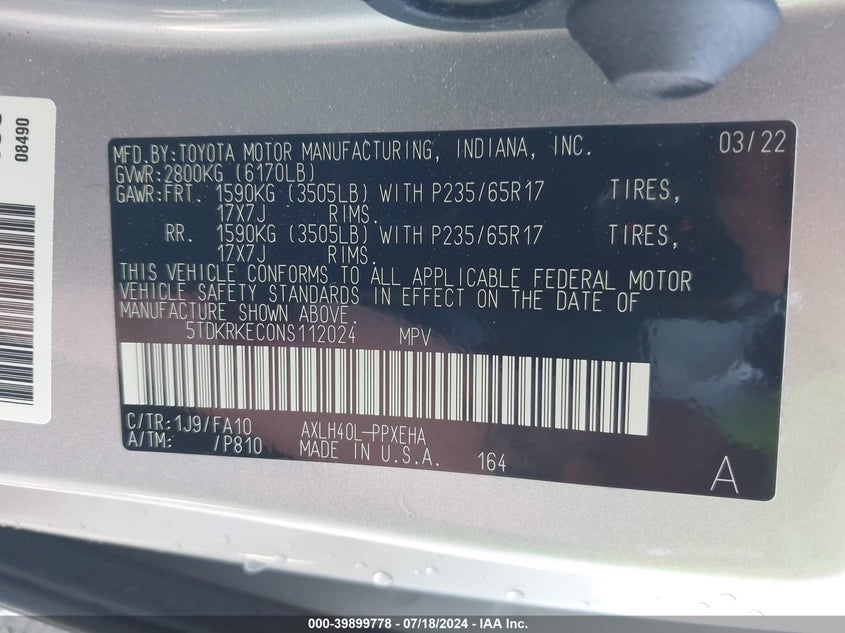 08490
MFD.BY:TOYOTA MOTOR MANUFACTURING, INDIANA, INC. 03/22
GVWR:2800KG (6170LB)
GAWR:FRT. 1590KG (3505LB) WITH P235/65R17 TIRES,
17X7J RIMS.
RR. 1590KG (3505LB) WITH P235/65R17 TIRES,
17X7J RIMS.
THIS VEHICLE CONFORMS TO ALL APPLICABLE FEDERAL MOTOR
VEHICLE SAFETY STANDARDS IN EFFECT ON THE DATE OF
MANUFACTURE SHOWN ABOVE.
5TDKRKEC0NS112024 MPV
C/TR:1J9/FA10 AXLH40L-PPXEHA
A/TM: /P810 MADE IN U.S.A. 164
A
000-39899778 - 07/18/2024 - IAA Inc.